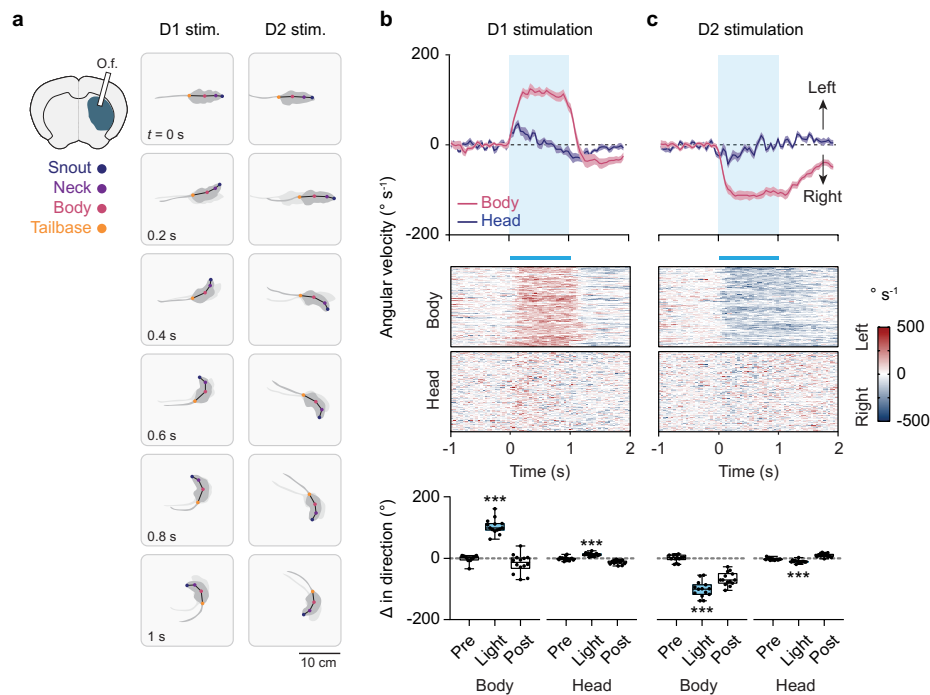 a
D1 stim.
D2 stim.
O.f.
Snout
Neck
Body
Tailbase
t = 0 s
0.2 s
0.4 s
0.6 s
0.8 s
1 s
10 cm
b
D1 stimulation
c
D2 stimulation
Angular velocity (° s⁻¹)
200
0
-200
Body
Head
Left
Right
Body
Head
-1
0
1
2
Time (s)
-1
0
1
2
Time (s)
° s⁻¹
Left
Right
500
0
-500
Δ in direction (°)
200
0
-200
***
***
***
***
Pre
Light
Post
Pre
Light
Post
Body
Head
Pre
Light
Post
Pre
Light
Post
Body
Head